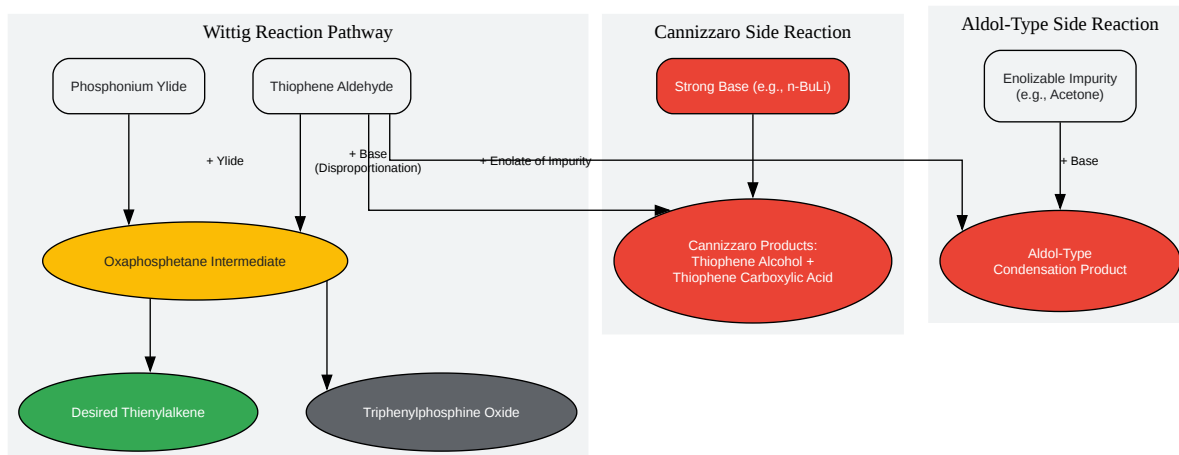 Wittig Reaction Pathway
Cannizzaro Side Reaction
Aldol-Type Side Reaction
Phosphonium Ylide
Thiophene Aldehyde
Strong Base (e.g., n-BuLi)
Enolizable Impurity
(e.g., Acetone)
+ Ylide
+ Base
(Disproportionation)
+ Enolate of Impurity
+ Base
Oxaphosphetane Intermediate
Cannizzaro Products:
Thiophene Alcohol +
Thiophene Carboxylic Acid
Aldol-Type
Condensation Product
Desired Thienylalkene
Triphenylphosphine Oxide